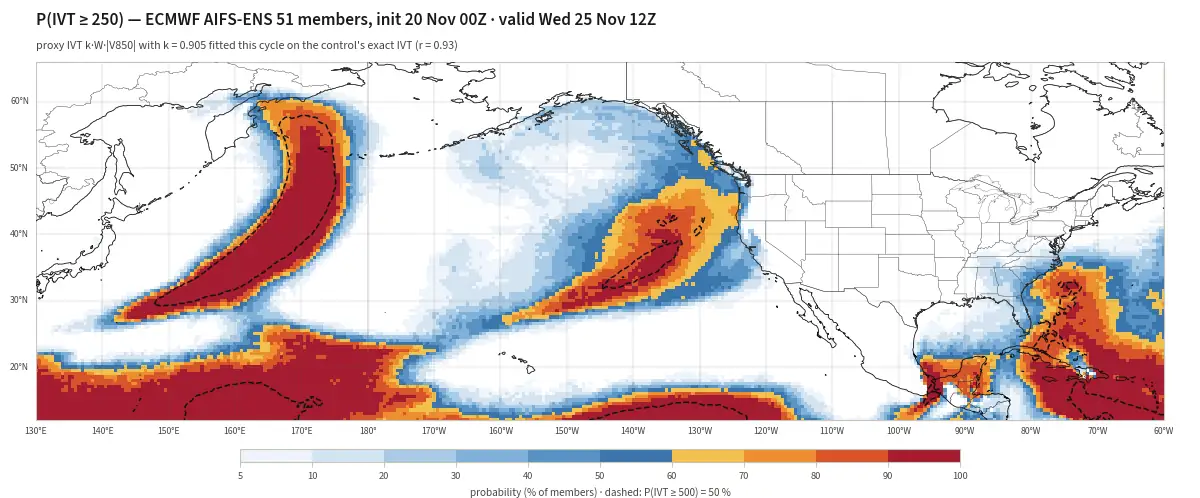 P(IVT ≥ 250) — ECMWF AIFS-ENS 51 members, init 20 Nov 00Z · valid Wed 25 Nov 12Z
proxy IVT k·W·|V850| with k = 0.905 fitted this cycle on the control's exact IVT (r = 0.93)
60°N
50°N
40°N
30°N
20°N
130°E 140°E 150°E 160°E 170°E 180° 170°W 160°W 150°W 140°W 130°W 120°W 110°W 100°W 90°W 80°W 70°W 60°W
5 10 20 30 40 50 60 70 80 90 100
probability (% of members) · dashed: P(IVT ≥ 500) = 50 %